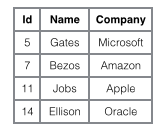 Id Name Company
5 Gates Microsoft
7 Bezos Amazon
11 Jobs Apple
14 Ellison Oracle